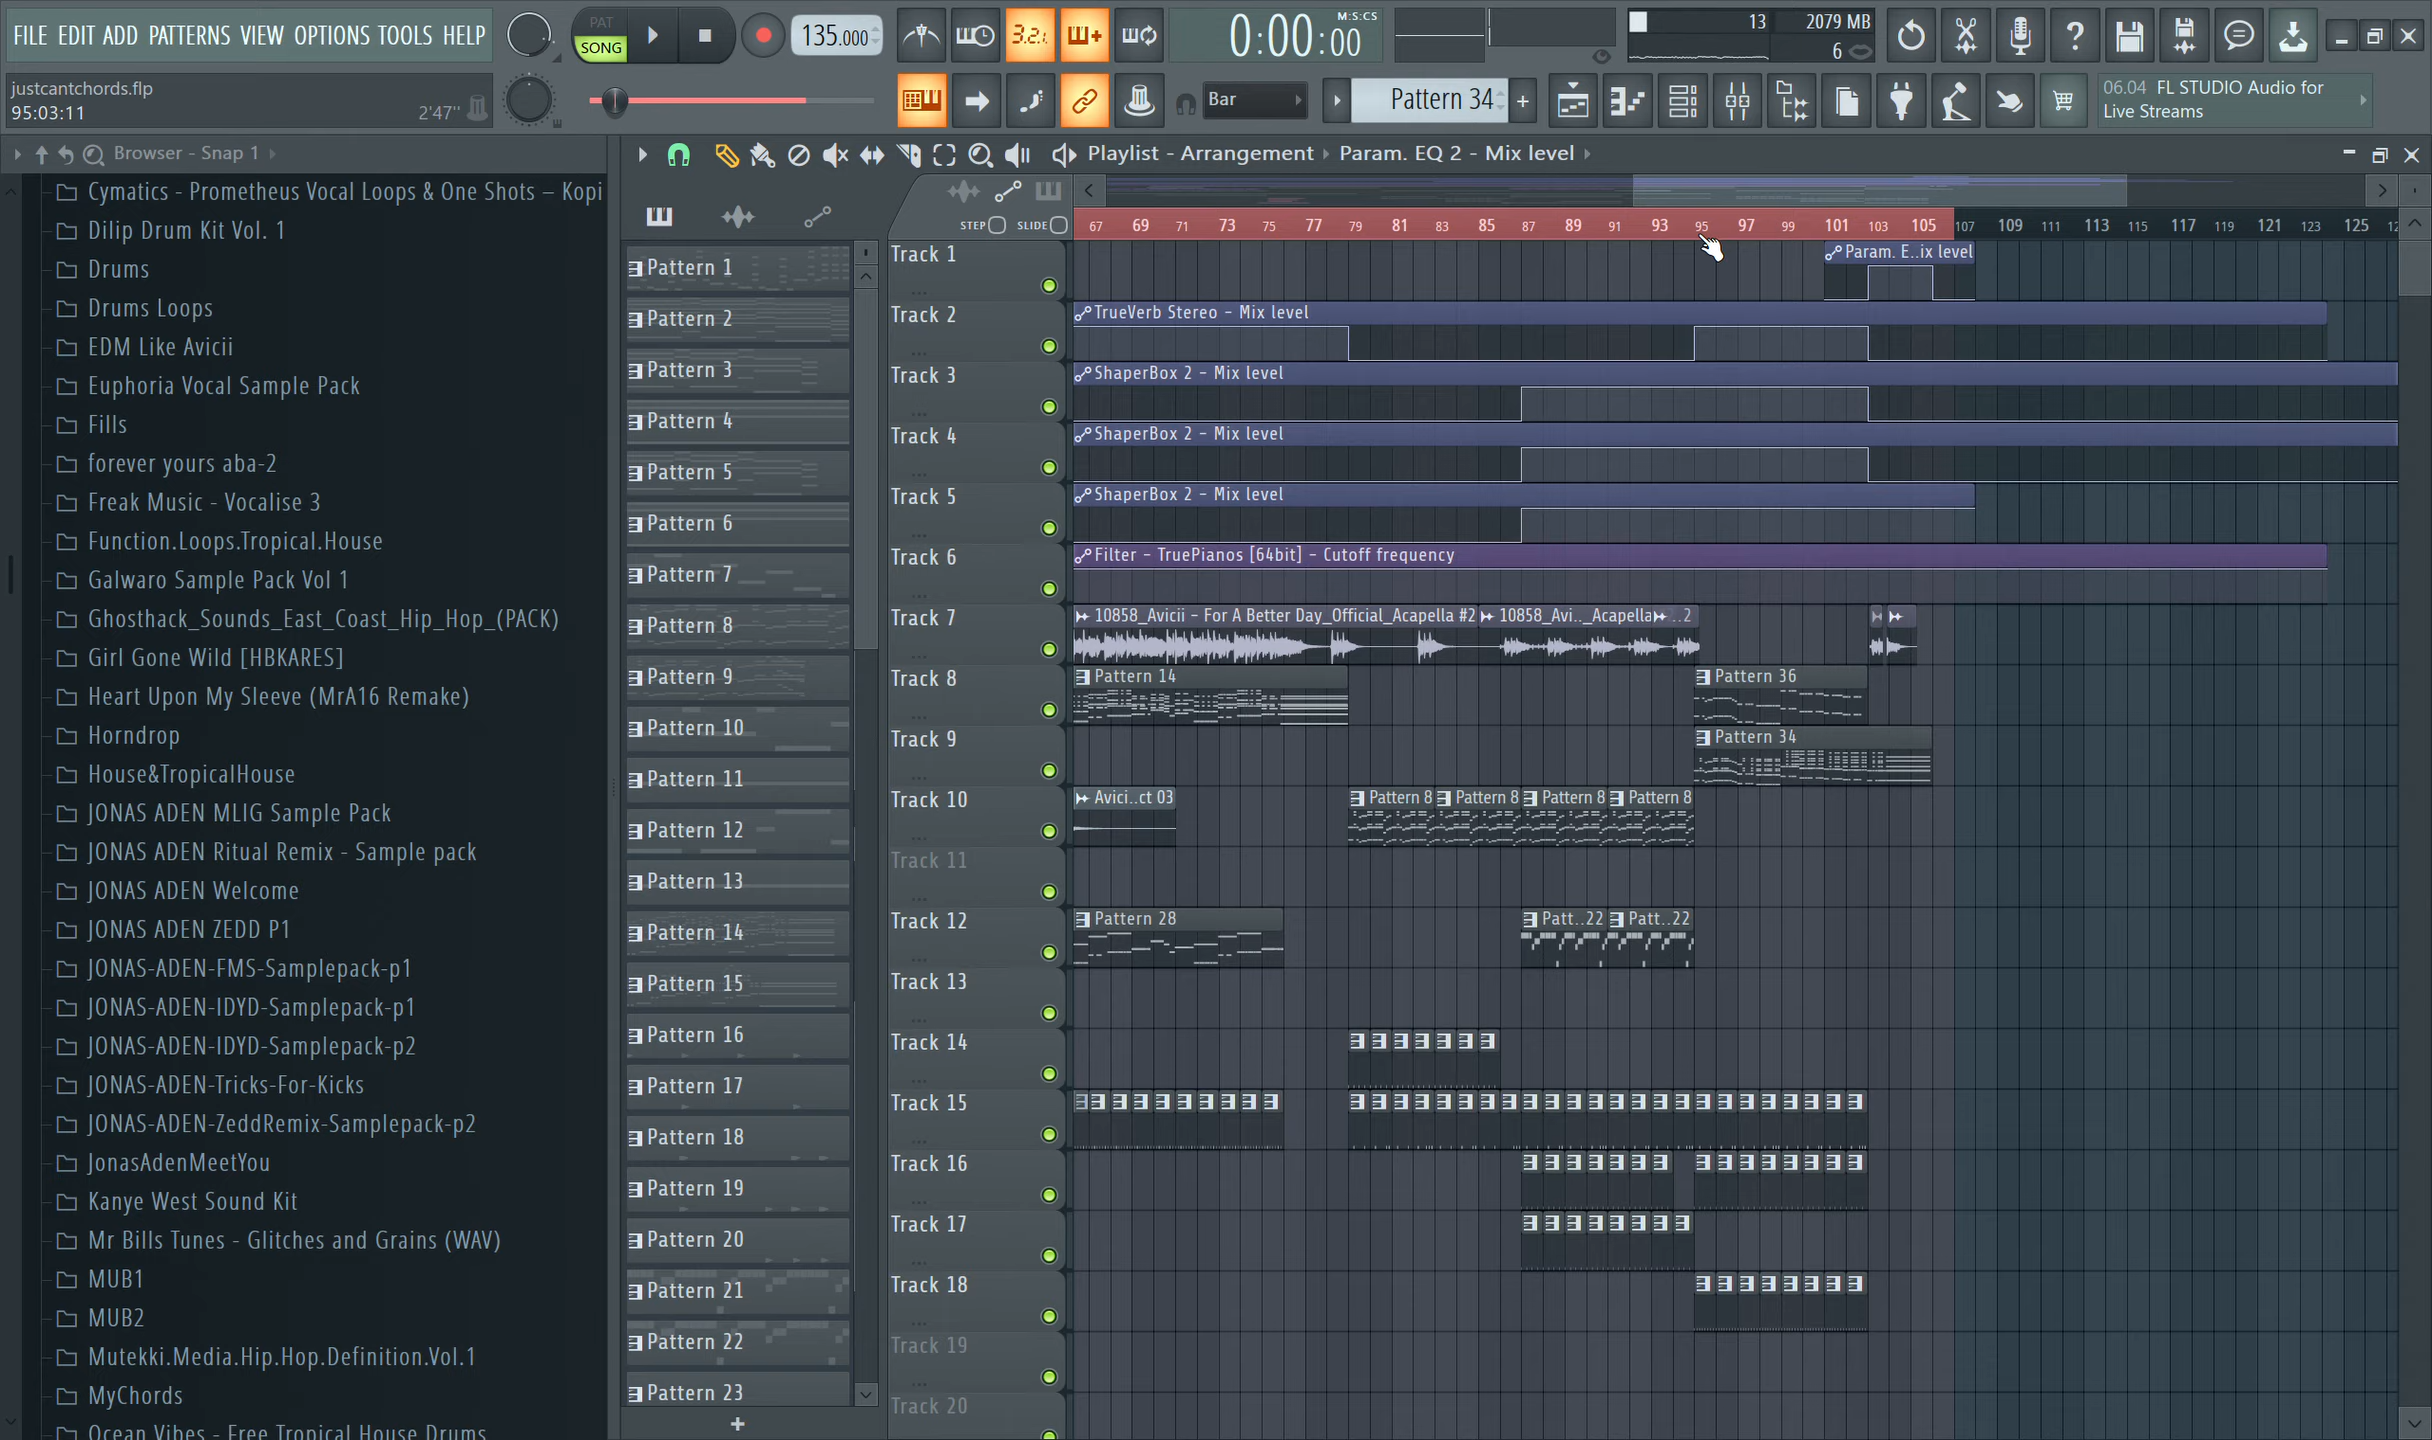 FILE EDIT ADD PATTERNS VIEW OPTIONS TOOLS HELP
PAT
SONG
135.000
3.2.
0:00:00
M:S:CS
13
2079 MB
6
justcantchords.flp
95:03:11
2'47"
Bar
Pattern 34
06.04 FL STUDIO Audio for
Live Streams
Browser - Snap 1
Playlist - Arrangement › Param. EQ 2 - Mix level
STEP
SLIDE
67 69 71 73 75 77 79 81 83 85 87 89 91 93 95 97 99 101 103 105 107 109 111 113 115 117 119 121 123 125
Cymatics - Prometheus Vocal Loops & One Shots – Kopi
Dilip Drum Kit Vol. 1
Drums
Drums Loops
EDM Like Avicii
Euphoria Vocal Sample Pack
Fills
forever yours aba-2
Freak Music - Vocalise 3
Function.Loops.Tropical.House
Galwaro Sample Pack Vol 1
Ghosthack_Sounds_East_Coast_Hip_Hop_(PACK)
Girl Gone Wild [HBKARES]
Heart Upon My Sleeve (MrA16 Remake)
Horndrop
House&TropicalHouse
JONAS ADEN MLIG Sample Pack
JONAS ADEN Ritual Remix - Sample pack
JONAS ADEN Welcome
JONAS ADEN ZEDD P1
JONAS-ADEN-FMS-Samplepack-p1
JONAS-ADEN-IDYD-Samplepack-p1
JONAS-ADEN-IDYD-Samplepack-p2
JONAS-ADEN-Tricks-For-Kicks
JONAS-ADEN-ZeddRemix-Samplepack-p2
JonasAdenMeetYou
Kanye West Sound Kit
Mr Bills Tunes - Glitches and Grains (WAV)
MUB1
MUB2
Mutekki.Media.Hip.Hop.Definition.Vol.1
MyChords
Ocean Vibes - Free Tropical House Drums
Pattern 1
Pattern 2
Pattern 3
Pattern 4
Pattern 5
Pattern 6
Pattern 7
Pattern 8
Pattern 9
Pattern 10
Pattern 11
Pattern 12
Pattern 13
Pattern 14
Pattern 15
Pattern 16
Pattern 17
Pattern 18
Pattern 19
Pattern 20
Pattern 21
Pattern 22
Pattern 23
Track 1
Param. E..ix level
Track 2
TrueVerb Stereo - Mix level
Track 3
ShaperBox 2 - Mix level
Track 4
ShaperBox 2 - Mix level
Track 5
ShaperBox 2 - Mix level
Track 6
Filter - TruePianos [64bit] - Cutoff frequency
Track 7
10858_Avicii - For A Better Day_Official_Acapella #2
10858_Avi.._Acapella
..2
Track 8
Pattern 14
Pattern 36
Track 9
Pattern 34
Track 10
Avici..ct 03
Pattern 8 Pattern 8 Pattern 8 Pattern 8
Track 11
Track 12
Pattern 28
Patt..22 Patt..22
Track 13
Track 14
Track 15
Track 16
Track 17
Track 18
Track 19
Track 20